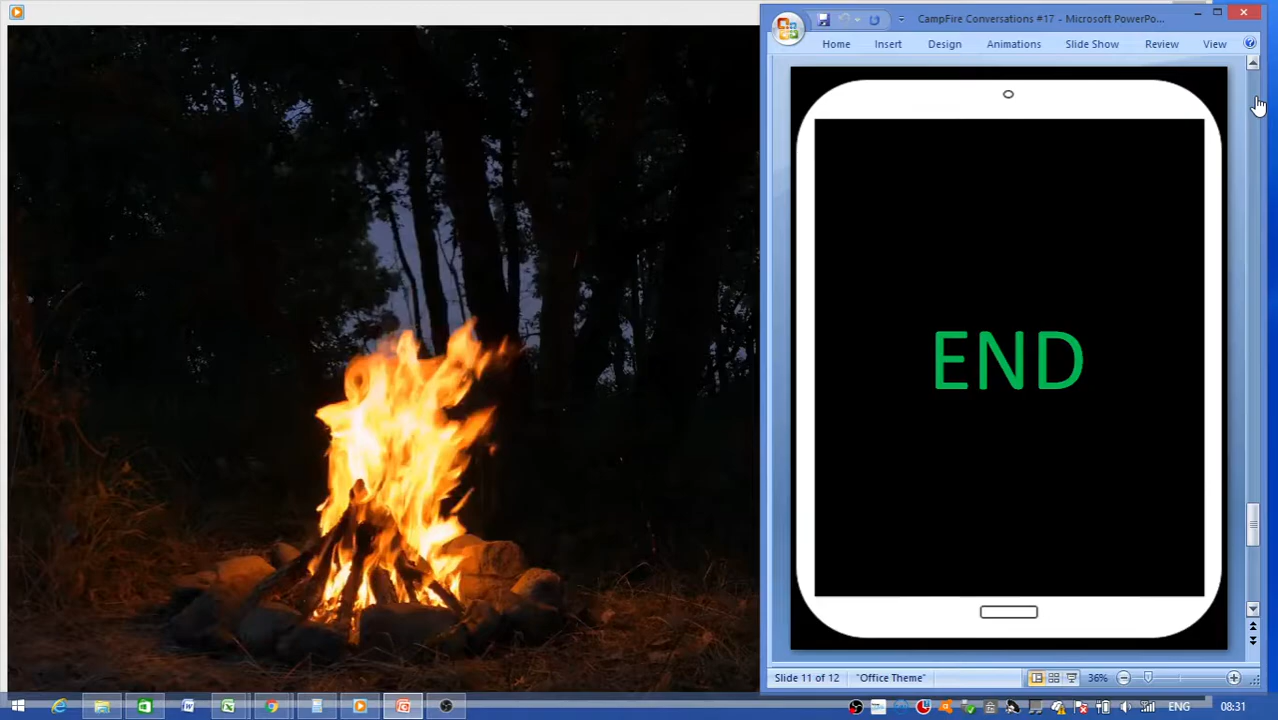 CampFire Conversations #17 - Microsoft PowerPo...
Home Insert Design Animations Slide Show Review View
END
Slide 11 of 12 "Office Theme" 36%
ENG 08:31